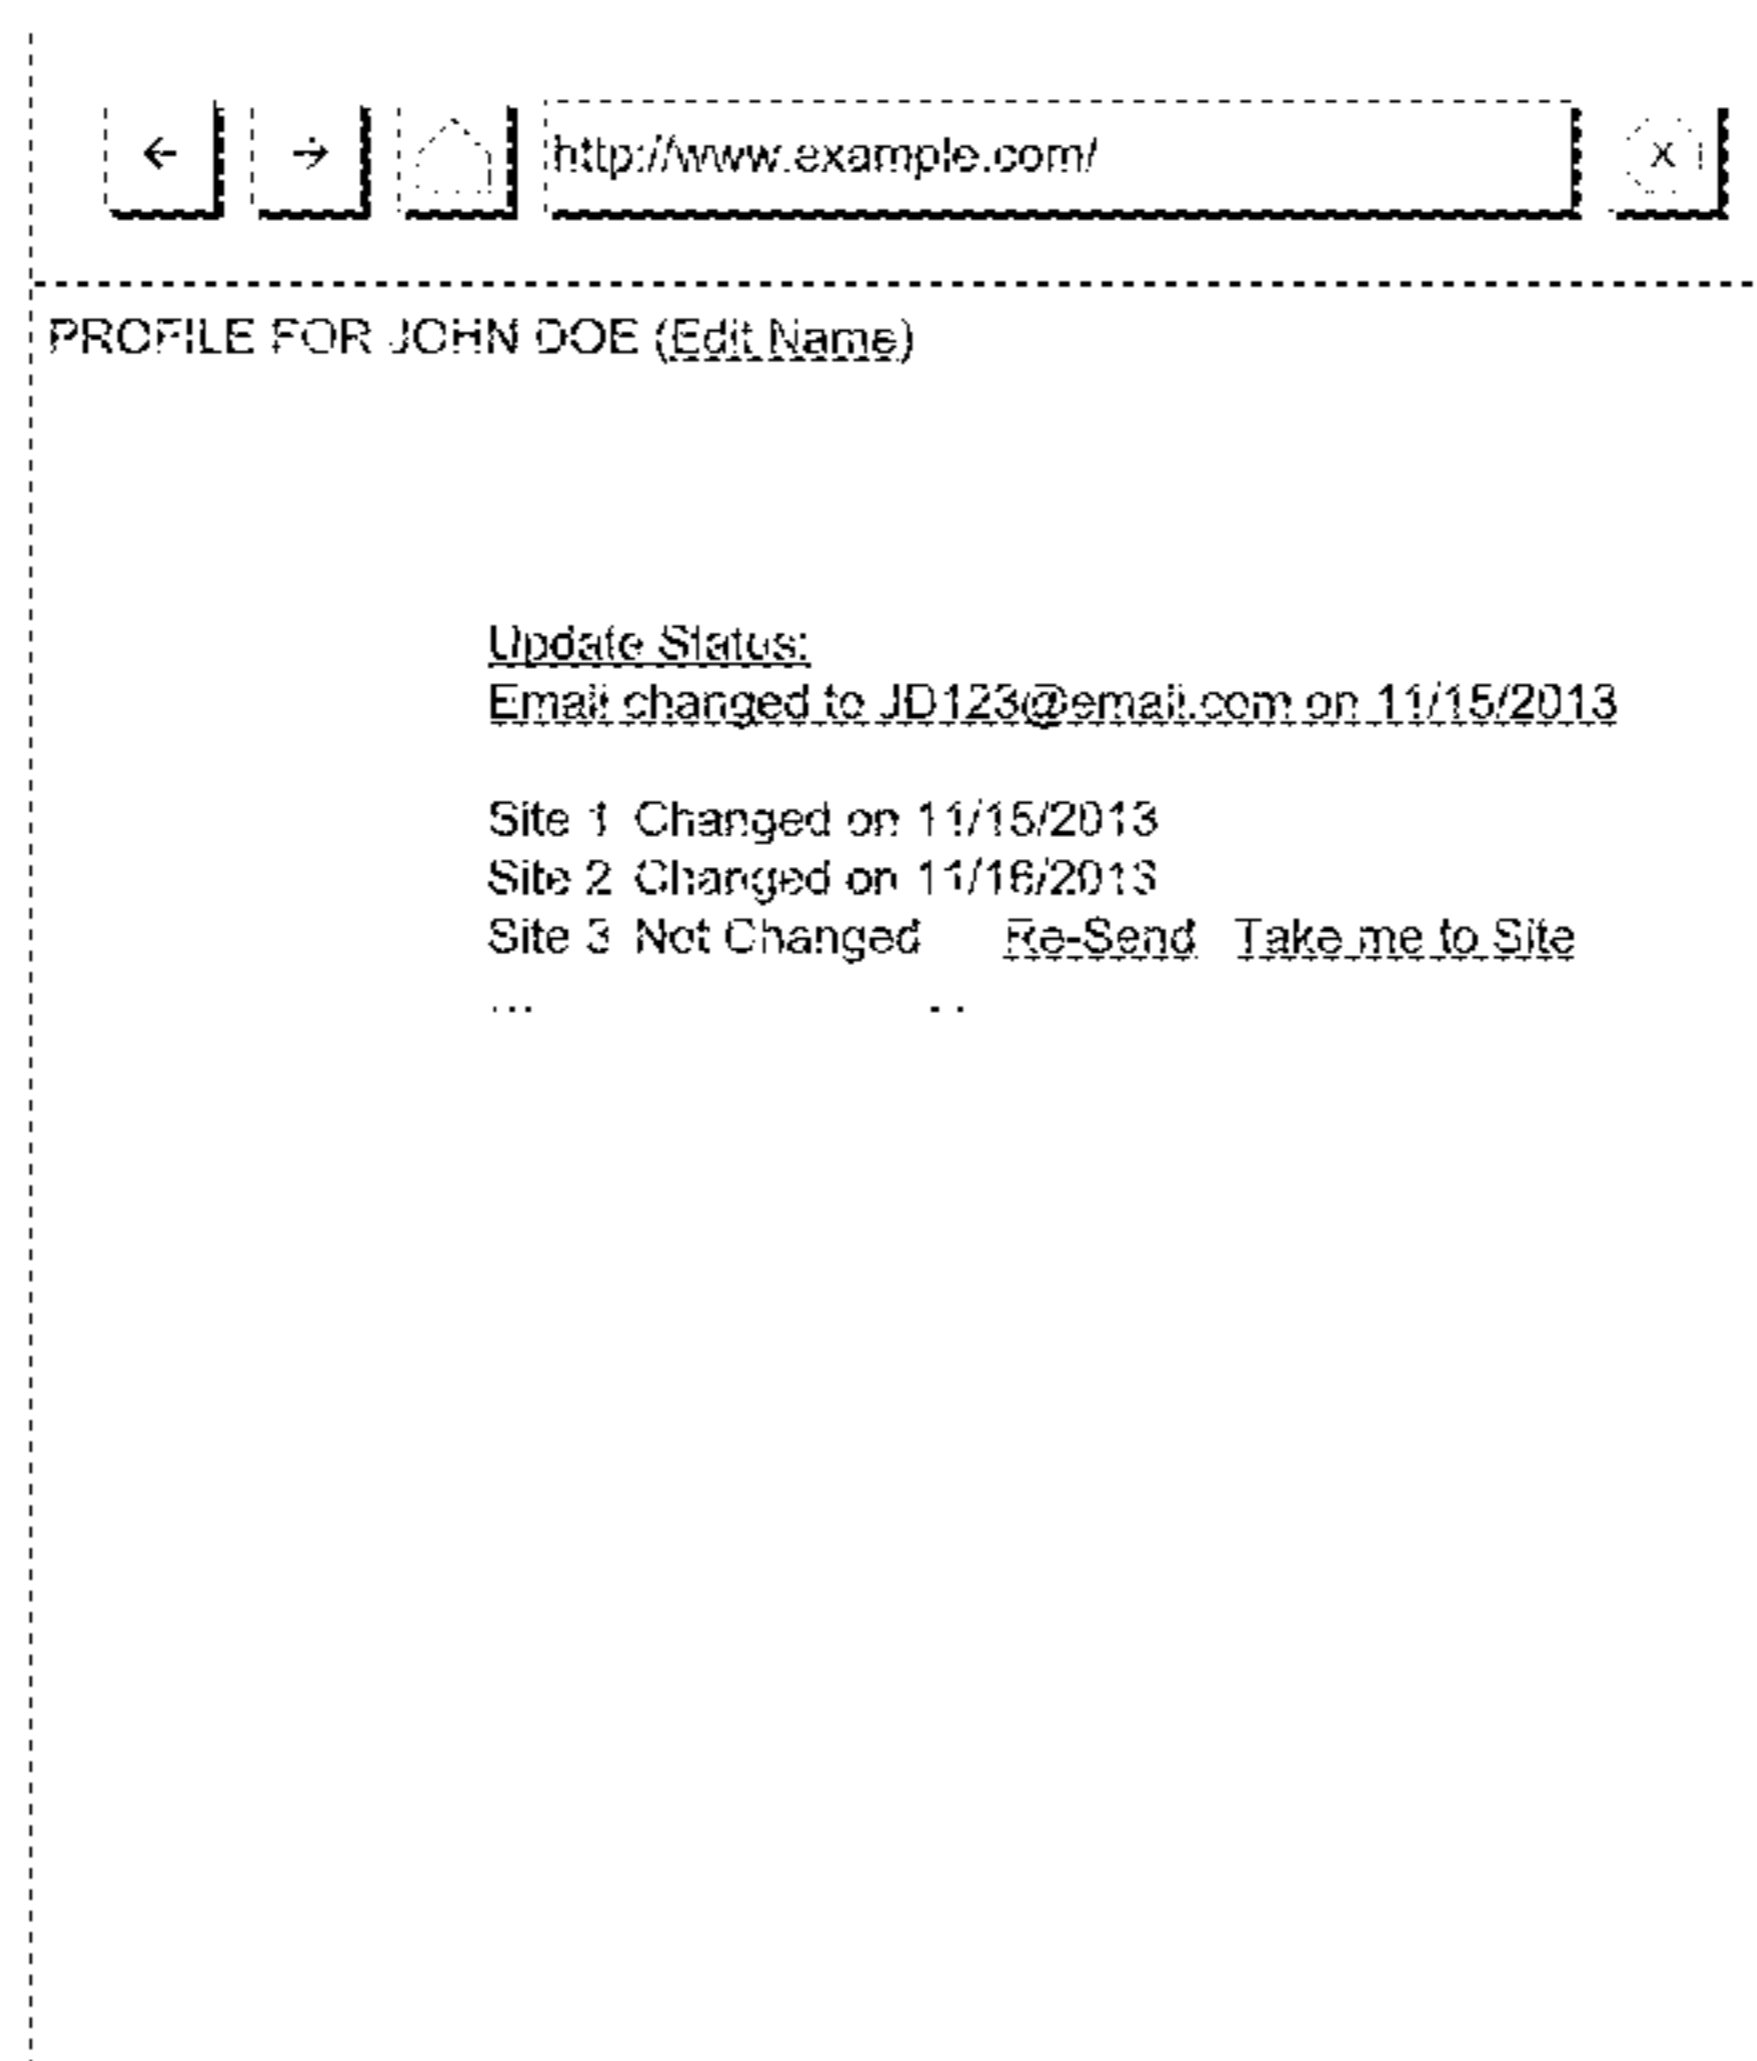 ← → http://www.example.com/ x
PROFILE FOR JOHN DOE (Edit Name)
Update Status:
Email changed to JD123@email.com on 11/15/2013
Site 1 Changed on 11/15/2013
Site 2 Changed on 11/16/2013
Site 3 Not Changed Re-Send Take me to Site
... ..